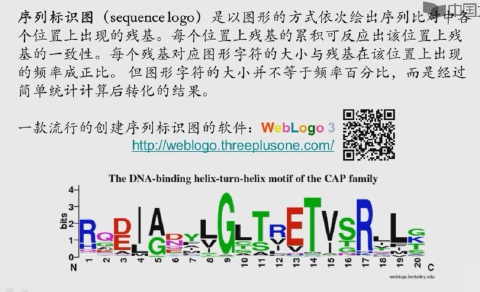 中国
序列标识图（sequence logo）是以图形的方式依次绘出序列比对中各
个位置上出现的残基。每个位置上残基的累积可反应出该位置上残
基的一致性。每个残基对应图形字符的大小与残基在该位置上出现
的频率成正比。但图形字符的大小并不等于频率百分比，而是经过
简单统计计算后转化的结果。
一款流行的创建序列标识图的软件：WebLogo 3
http://weblogo.threeplusone.com/
The DNA-binding helix-turn-helix motif of the CAP family
4
3
2
1
0
bits
N 1 2 3 4 5 6 7 8 9 10 11 12 13 14 15 16 17 18 19 20 C
weblogo.berkeley.edu